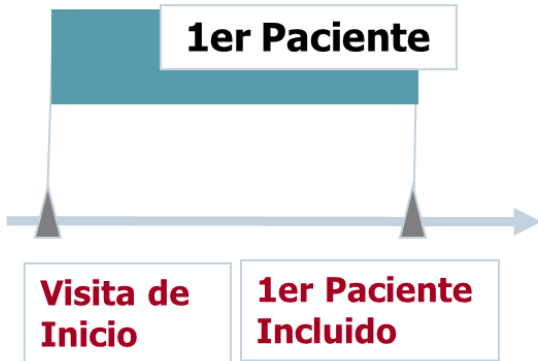 1er Paciente
Visita de
Inicio
1er Paciente
Incluido